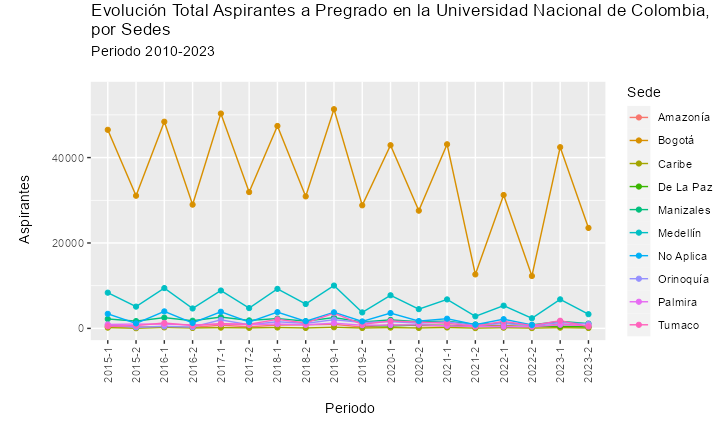 Evolución Total Aspirantes a Pregrado en la Universidad Nacional de Colombia,
por Sedes
Periodo 2010-2023
Aspirantes
40000
20000
0
2015-1
2015-2
2016-1
2016-2
2017-1
2017-2
2018-1
2018-2
2019-1
2019-2
2020-1
2020-2
2021-1
2021-2
2022-1
2022-2
2023-1
2023-2
Periodo
Sede
Amazonía
Bogotá
Caribe
De La Paz
Manizales
Medellín
No Aplica
Orinoquía
Palmira
Tumaco